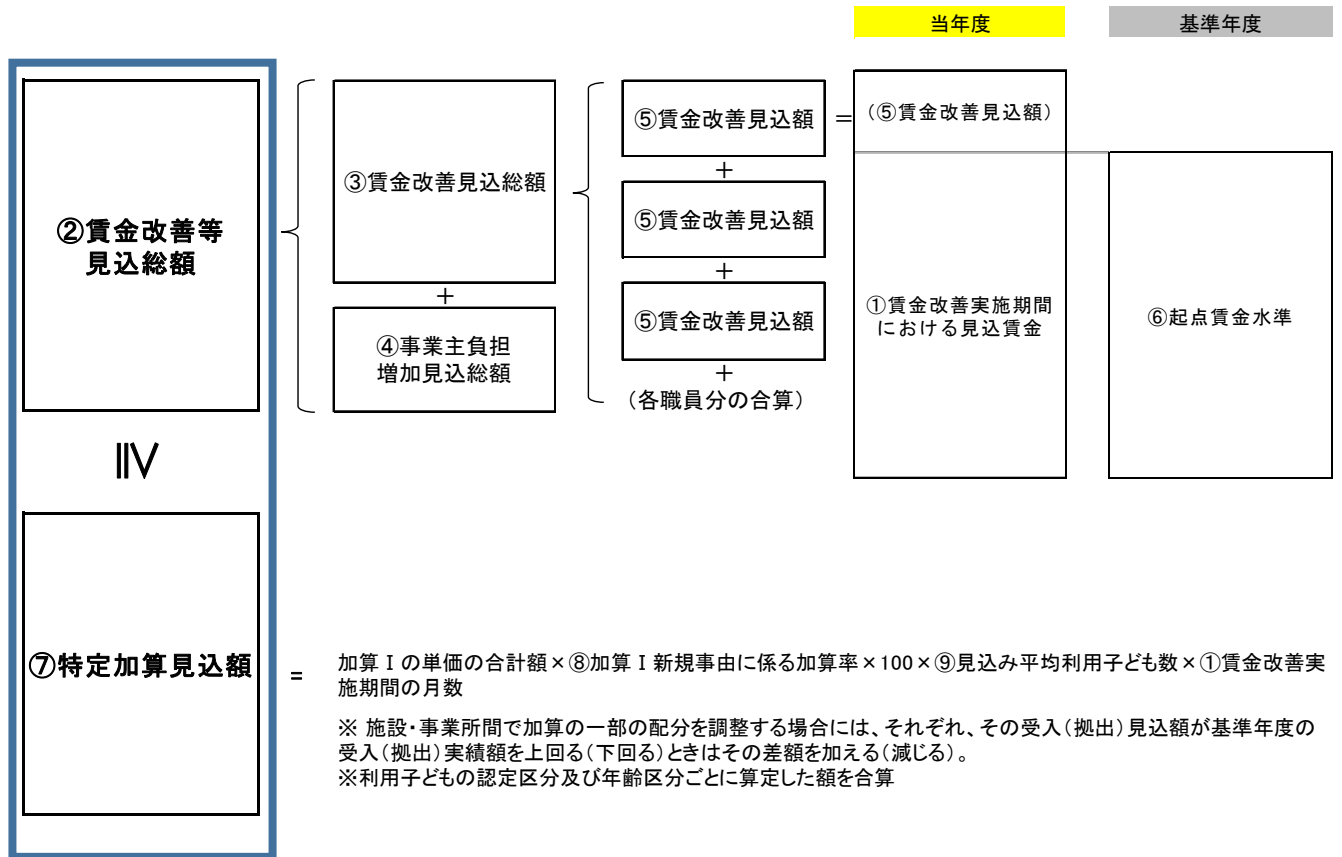 当年度
基準年度
②賃金改善等
見込総額
③賃金改善見込総額
+
④事業主負担
増加見込総額
⑤賃金改善見込額
+
⑤賃金改善見込額
+
⑤賃金改善見込額
+
(各職員分の合算)
=
(⑤賃金改善見込額)
①賃金改善実施期間
における見込賃金
⑥起点賃金水準
≧
⑦特定加算見込額
=
加算Ⅰの単価の合計額×⑧加算Ⅰ新規事由に係る加算率×100×⑨見込み平均利用子ども数×①賃金改善実
施期間の月数
※ 施設・事業所間で加算の一部の配分を調整する場合には、それぞれ、その受入(拠出)見込額が基準年度の
受入(拠出)実績額を上回る(下回る)ときはその差額を加える(減じる)。
※利用子どもの認定区分及び年齢区分ごとに算定した額を合算